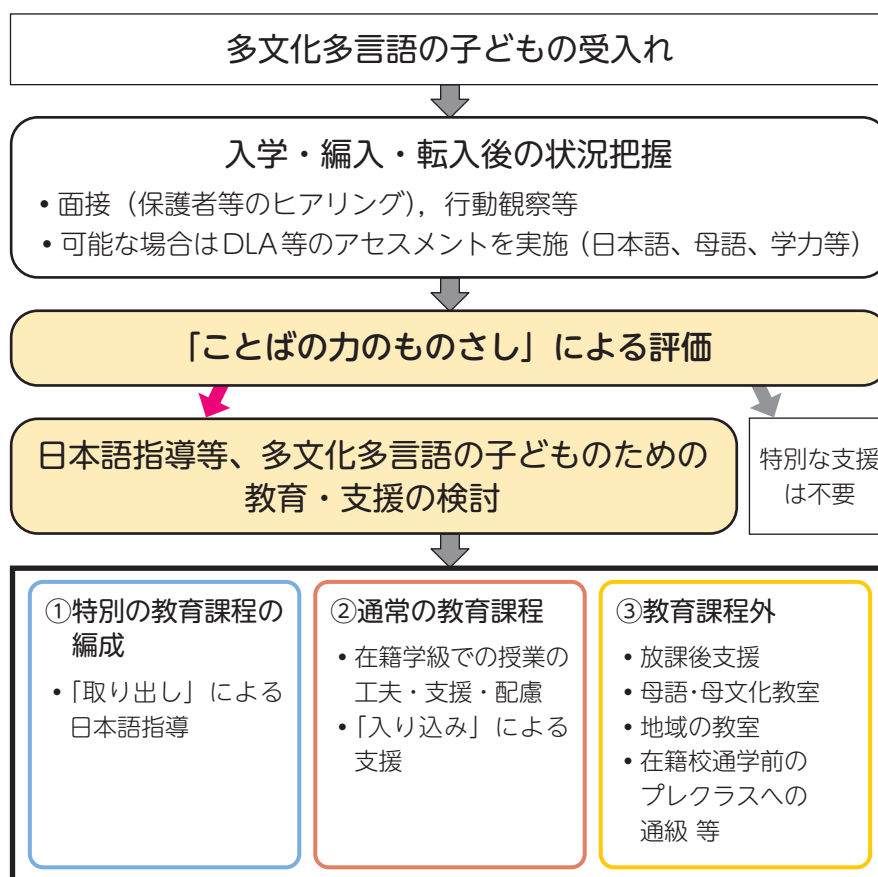 多文化多言語の子どもの受入れ
入学・編入・転入後の状況把握
• 面接（保護者等のヒアリング），行動観察等
• 可能な場合はDLA等のアセスメントを実施（日本語、母語、学力等）
「ことばの力のものさし」による評価
日本語指導等、多文化多言語の子どものための
教育・支援の検討
特別な支援
は不要
①特別の教育課程の
編成
• 「取り出し」による
日本語指導
②通常の教育課程
• 在籍学級での授業の
工夫・支援・配慮
• 「入り込み」による
支援
③教育課程外
• 放課後支援
• 母語・母文化教室
• 地域の教室
• 在籍校通学前の
プレクラスへの
通級 等